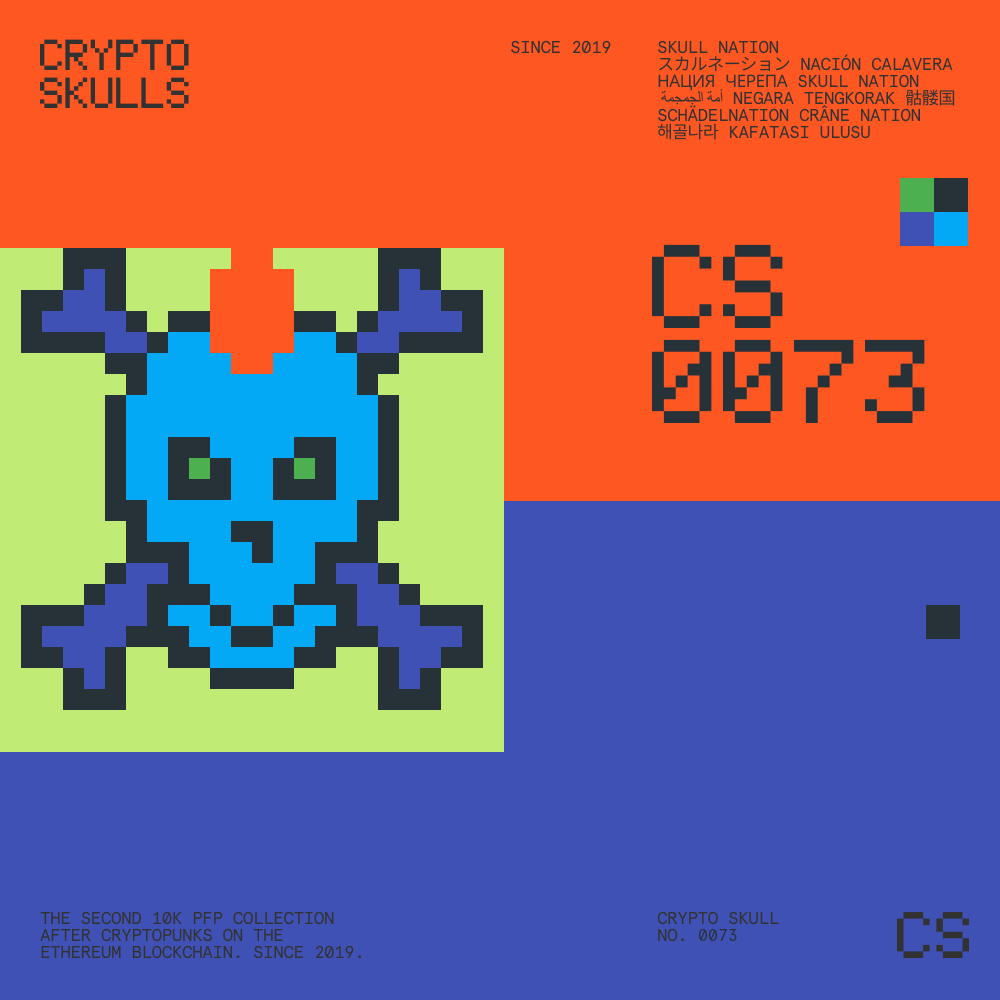 CRYPTO
SKULLS
SINCE 2019
SKULL NATION
スカルネーション NACIÓN CALAVERA
НАЦИЯ ЧЕРЕПА SKULL NATION
أمة الجمجمة NEGARA TENGKORAK 骷髅国
SCHÄDELNATION CRÂNE NATION
해골나라 KAFATASI ULUSU
CS
0073
THE SECOND 10K PFP COLLECTION
AFTER CRYPTOPUNKS ON THE
ETHEREUM BLOCKCHAIN. SINCE 2019.
CRYPTO SKULL
NO. 0073
CS